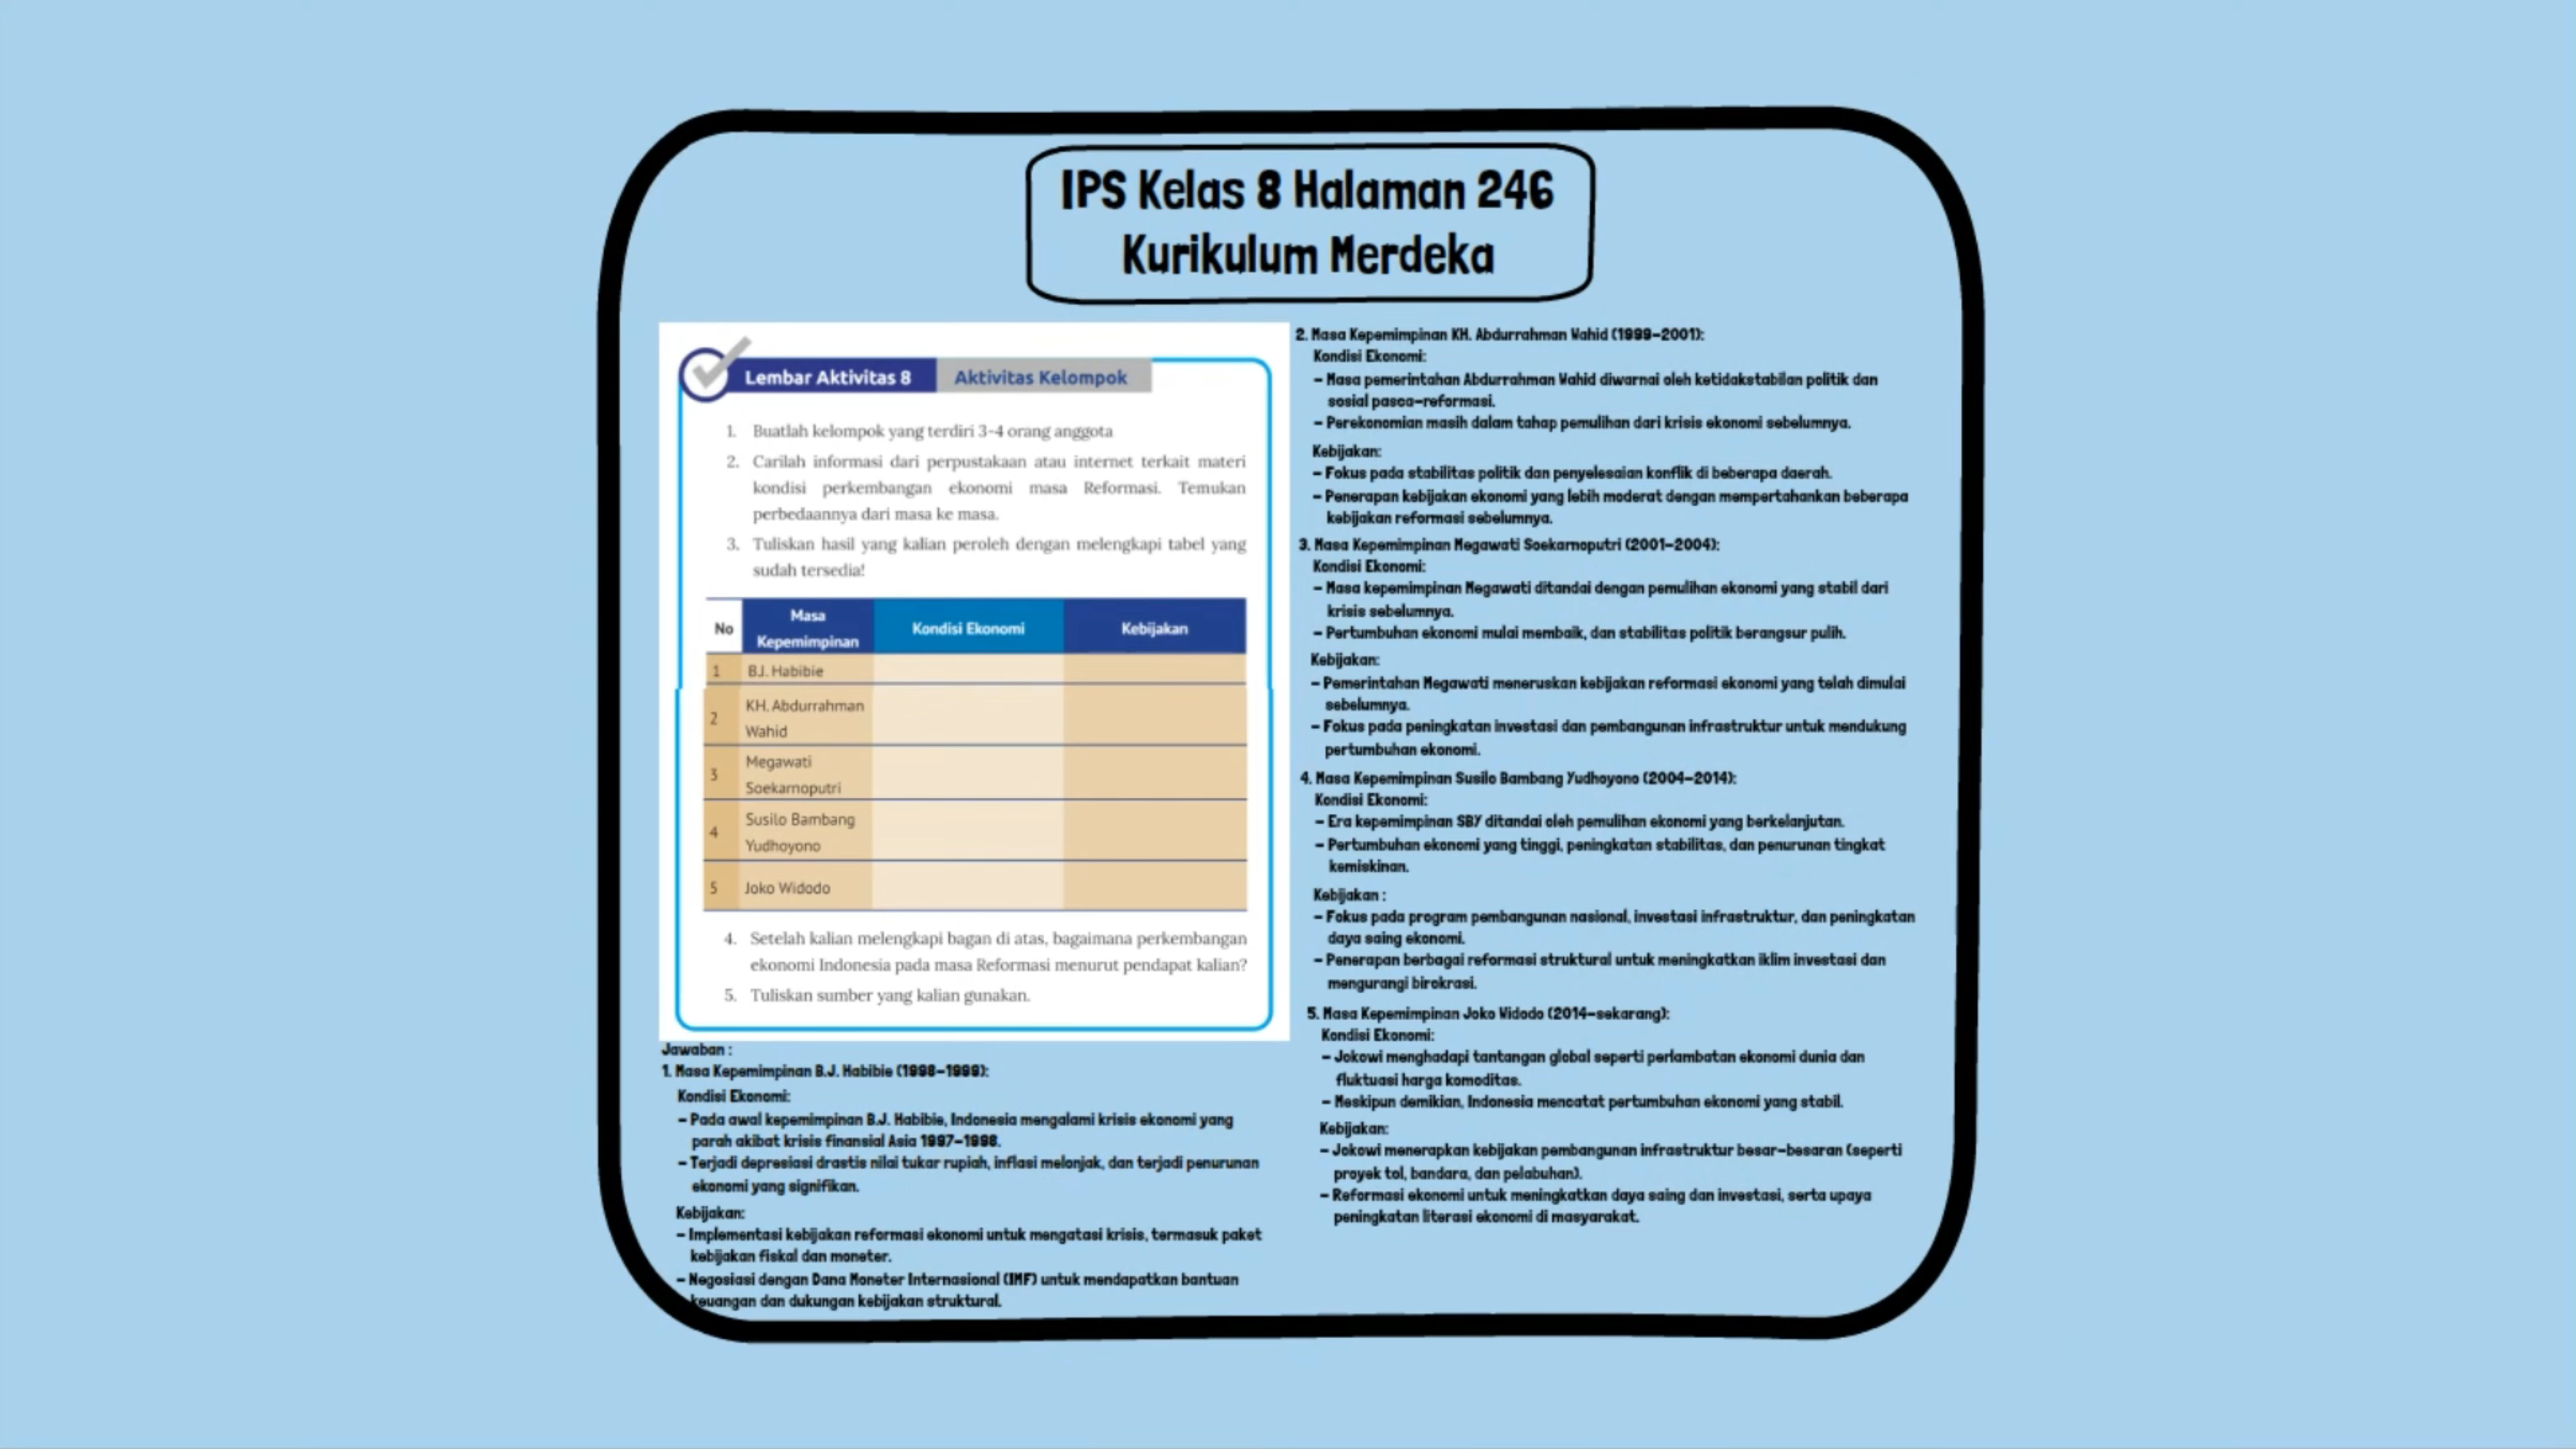 IPS Kelas 8 Halaman 246
Kurikulum Merdeka
Lembar Aktivitas 8
Aktivitas Kelompok
1. Buatlah kelompok yang terdiri 3-4 orang anggota
2. Carilah informasi dari perpustakaan atau internet terkait materi
kondisi perkembangan ekonomi masa Reformasi. Temukan
perbedaannya dari masa ke masa.
3. Tuliskan hasil yang kalian peroleh dengan melengkapi tabel yang
sudah tersedia!
No
Masa
Kepemimpinan
Kondisi Ekonomi
Kebijakan
1 B.J. Habibie
2 KH. Abdurrahman
Wahid
3 Megawati
Soekarnoputri
4 Susilo Bambang
Yudhoyono
5 Joko Widodo
4. Setelah kalian melengkapi bagan di atas, bagaimana perkembangan
ekonomi Indonesia pada masa Reformasi menurut pendapat kalian?
5. Tuliskan sumber yang kalian gunakan.
Jawaban :
1. Masa Kepemimpinan B.J. Habibie (1998-1999):
Kondisi Ekonomi:
- Pada awal kepemimpinan B.J. Habibie, Indonesia mengalami krisis ekonomi yang
parah akibat krisis finansial Asia 1997-1998.
- Terjadi depresiasi drastis nilai tukar rupiah, inflasi melonjak, dan terjadi penurunan
ekonomi yang signifikan.
Kebijakan:
- Implementasi kebijakan reformasi ekonomi untuk mengatasi krisis, termasuk paket
kebijakan fiskal dan moneter.
- Negosiasi dengan Dana Moneter Internasional (IMF) untuk mendapatkan bantuan
keuangan dan dukungan kebijakan struktural.
2. Masa Kepemimpinan KH. Abdurrahman Wahid (1999-2001):
Kondisi Ekonomi:
- Masa pemerintahan Abdurrahman Wahid diwarnai oleh ketidakstabilan politik dan
sosial pasca-reformasi.
- Perekonomian masih dalam tahap pemulihan dari krisis ekonomi sebelumnya.
Kebijakan:
- Fokus pada stabilitas politik dan penyelesaian konflik di beberapa daerah.
- Penerapan kebijakan ekonomi yang lebih moderat dengan mempertahankan beberapa
kebijakan reformasi sebelumnya.
3. Masa Kepemimpinan Megawati Soekarnoputri (2001-2004):
Kondisi Ekonomi:
- Masa kepemimpinan Megawati ditandai dengan pemulihan ekonomi yang stabil dari
krisis sebelumnya.
- Pertumbuhan ekonomi mulai membaik, dan stabilitas politik berangsur pulih.
Kebijakan:
- Pemerintahan Megawati meneruskan kebijakan reformasi ekonomi yang telah dimulai
sebelumnya.
- Fokus pada peningkatan investasi dan pembangunan infrastruktur untuk mendukung
pertumbuhan ekonomi.
4. Masa Kepemimpinan Susilo Bambang Yudhoyono (2004-2014):
Kondisi Ekonomi:
- Era kepemimpinan SBY ditandai oleh pemulihan ekonomi yang berkelanjutan.
- Pertumbuhan ekonomi yang tinggi, peningkatan stabilitas, dan penurunan tingkat
kemiskinan.
Kebijakan :
- Fokus pada program pembangunan nasional, investasi infrastruktur, dan peningkatan
daya saing ekonomi.
- Penerapan berbagai reformasi struktural untuk meningkatkan iklim investasi dan
mengurangi birokrasi.
5. Masa Kepemimpinan Joko Widodo (2014-sekarang):
Kondisi Ekonomi:
- Jokowi menghadapi tantangan global seperti perlambatan ekonomi dunia dan
fluktuasi harga komoditas.
- Meskipun demikian, Indonesia mencatat pertumbuhan ekonomi yang stabil.
Kebijakan:
- Jokowi menerapkan kebijakan pembangunan infrastruktur besar-besaran (seperti
proyek tol, bandara, dan pelabuhan).
- Reformasi ekonomi untuk meningkatkan daya saing dan investasi, serta upaya
peningkatan literasi ekonomi di masyarakat.